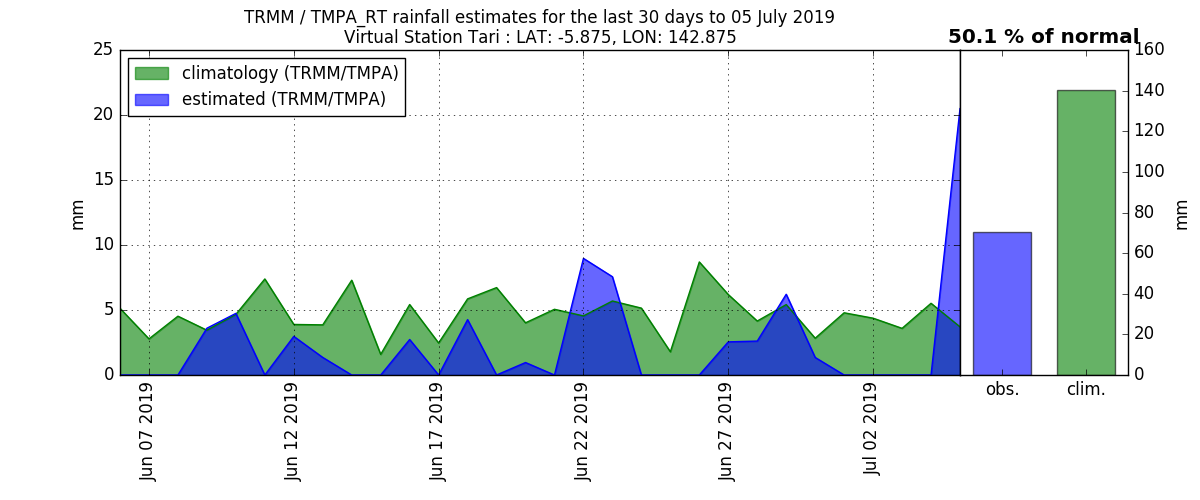 TRMM / TMPA_RT rainfall estimates for the last 30 days to 05 July 2019
Virtual Station Tari : LAT: -5.875, LON: 142.875
50.1 % of normal
climatology (TRMM/TMPA)
estimated (TRMM/TMPA)
25
20
15
10
5
0
mm
Jun 07 2019
Jun 12 2019
Jun 17 2019
Jun 22 2019
Jun 27 2019
Jul 02 2019
160
140
120
100
80
60
40
20
0
mm
obs.
clim.